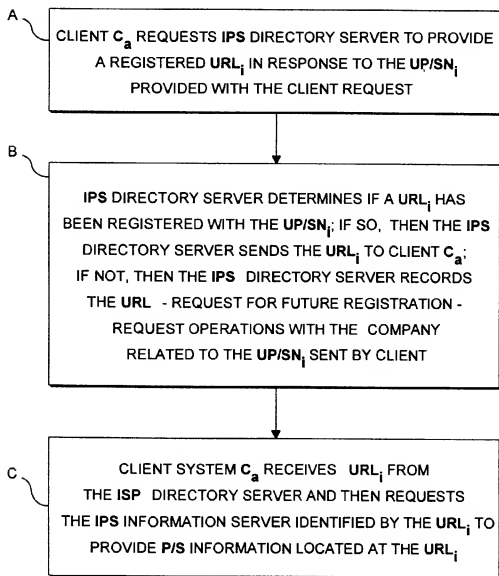 A
CLIENT Ca REQUESTS IPS DIRECTORY SERVER TO PROVIDE
A REGISTERED URLi IN RESPONSE TO THE UP/SNi
PROVIDED WITH THE CLIENT REQUEST
B
IPS DIRECTORY SERVER DETERMINES IF A URLi HAS
BEEN REGISTERED WITH THE UP/SNi; IF SO, THEN THE IPS
DIRECTORY SERVER SENDS THE URLi TO CLIENT Ca;
IF NOT, THEN THE IPS DIRECTORY SERVER RECORDS
THE URL - REQUEST FOR FUTURE REGISTRATION -
REQUEST OPERATIONS WITH THE COMPANY
RELATED TO THE UP/SNi SENT BY CLIENT
C
CLIENT SYSTEM Ca RECEIVES URLi FROM
THE ISP DIRECTORY SERVER AND THEN REQUESTS
THE IPS INFORMATION SERVER IDENTIFIED BY THE URLi TO
PROVIDE P/S INFORMATION LOCATED AT THE URLi